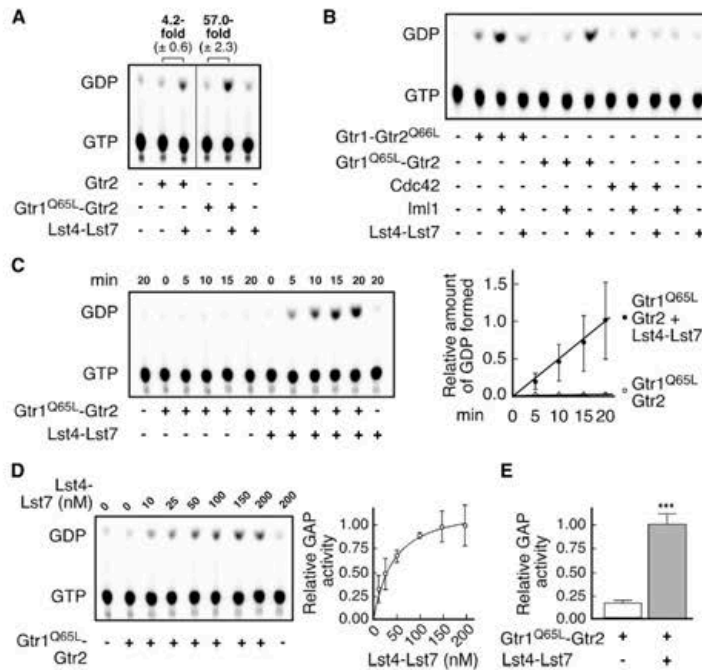 A
4.2-
fold
(± 0.6)
57.0-
fold
(± 2.3)
GDP
GTP
Gtr2 - - + + - - -
Gtr1Q65L-Gtr2 - - - - + + -
Lst4-Lst7 - - - + - + +
B
GDP
GTP
Gtr1-Gtr2Q66L - + + + - - - - - - - -
Gtr1Q65L-Gtr2 - - - - + + + - - - - -
Cdc42 - - - - - - - + + + - -
Iml1 - - + - - + - - + - + -
Lst4-Lst7 - - - + - - + - - + - +
C
min 20 0 5 10 15 20 0 5 10 15 20 20
GDP
GTP
Gtr1Q65L-Gtr2 - + + + + + + + + + + -
Lst4-Lst7 - - - - - - + + + + + +
Relative amount
of GDP formed
1.5
1.0
0.5
0
min 0 5 10 15 20
Gtr1Q65L
Gtr2 +
Lst4-Lst7
Gtr1Q65L
Gtr2
D
Lst4-
Lst7 (nM)
0 0 10 25 50 100 150 200 200
GDP
GTP
Gtr1Q65L-
Gtr2
- + + + + + + + -
Relative GAP
activity
1.00
0.75
0.50
0.25
0
0 50 100 150 200
Lst4-Lst7 (nM)
E
Relative GAP
activity
1.00
0.75
0.50
0.25
0.00
***
Gtr1Q65L-Gtr2 + +
Lst4-Lst7 - +